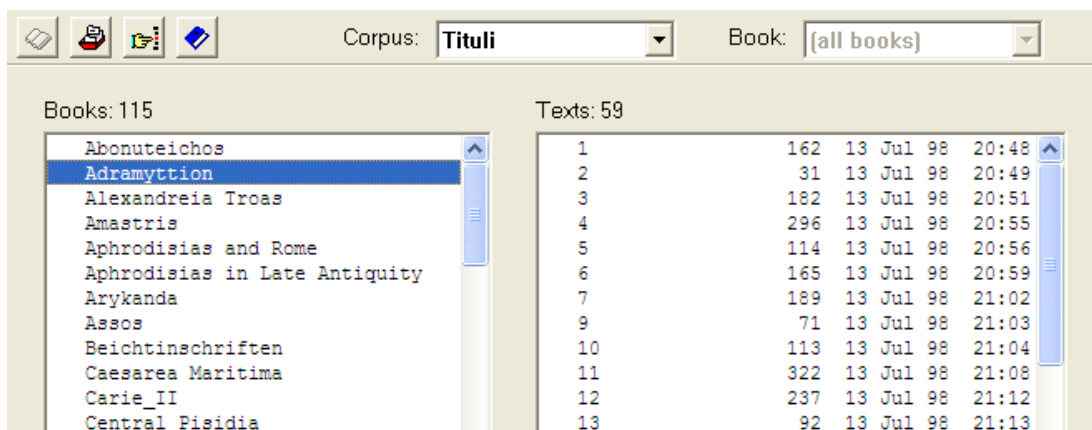 Corpus: Tituli Book: (all books)
Books: 115 Texts: 59
Abonuteichos 1 162 13 Jul 98 20:48
Adramyttion 2 31 13 Jul 98 20:49
Alexandreia Troas 3 182 13 Jul 98 20:51
Amastris 4 296 13 Jul 98 20:55
Aphrodisias and Rome 5 114 13 Jul 98 20:56
Aphrodisias in Late Antiquity 6 165 13 Jul 98 20:59
Arykanda 7 189 13 Jul 98 21:02
Assos 9 71 13 Jul 98 21:03
Beichtinschriften 10 113 13 Jul 98 21:04
Caesarea Maritima 11 322 13 Jul 98 21:08
Carie_II 12 237 13 Jul 98 21:12
Central Pisidia 13 92 13 Jul 98 21:13